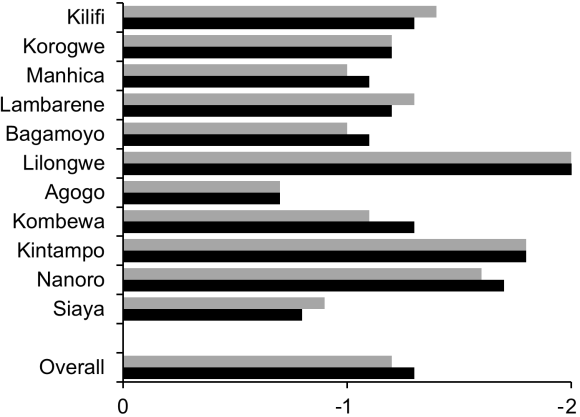 Kilifi
Korogwe
Manhica
Lambarene
Bagamoyo
Lilongwe
Agogo
Kombewa
Kintampo
Nanoro
Siaya
Overall
0 -1 -2